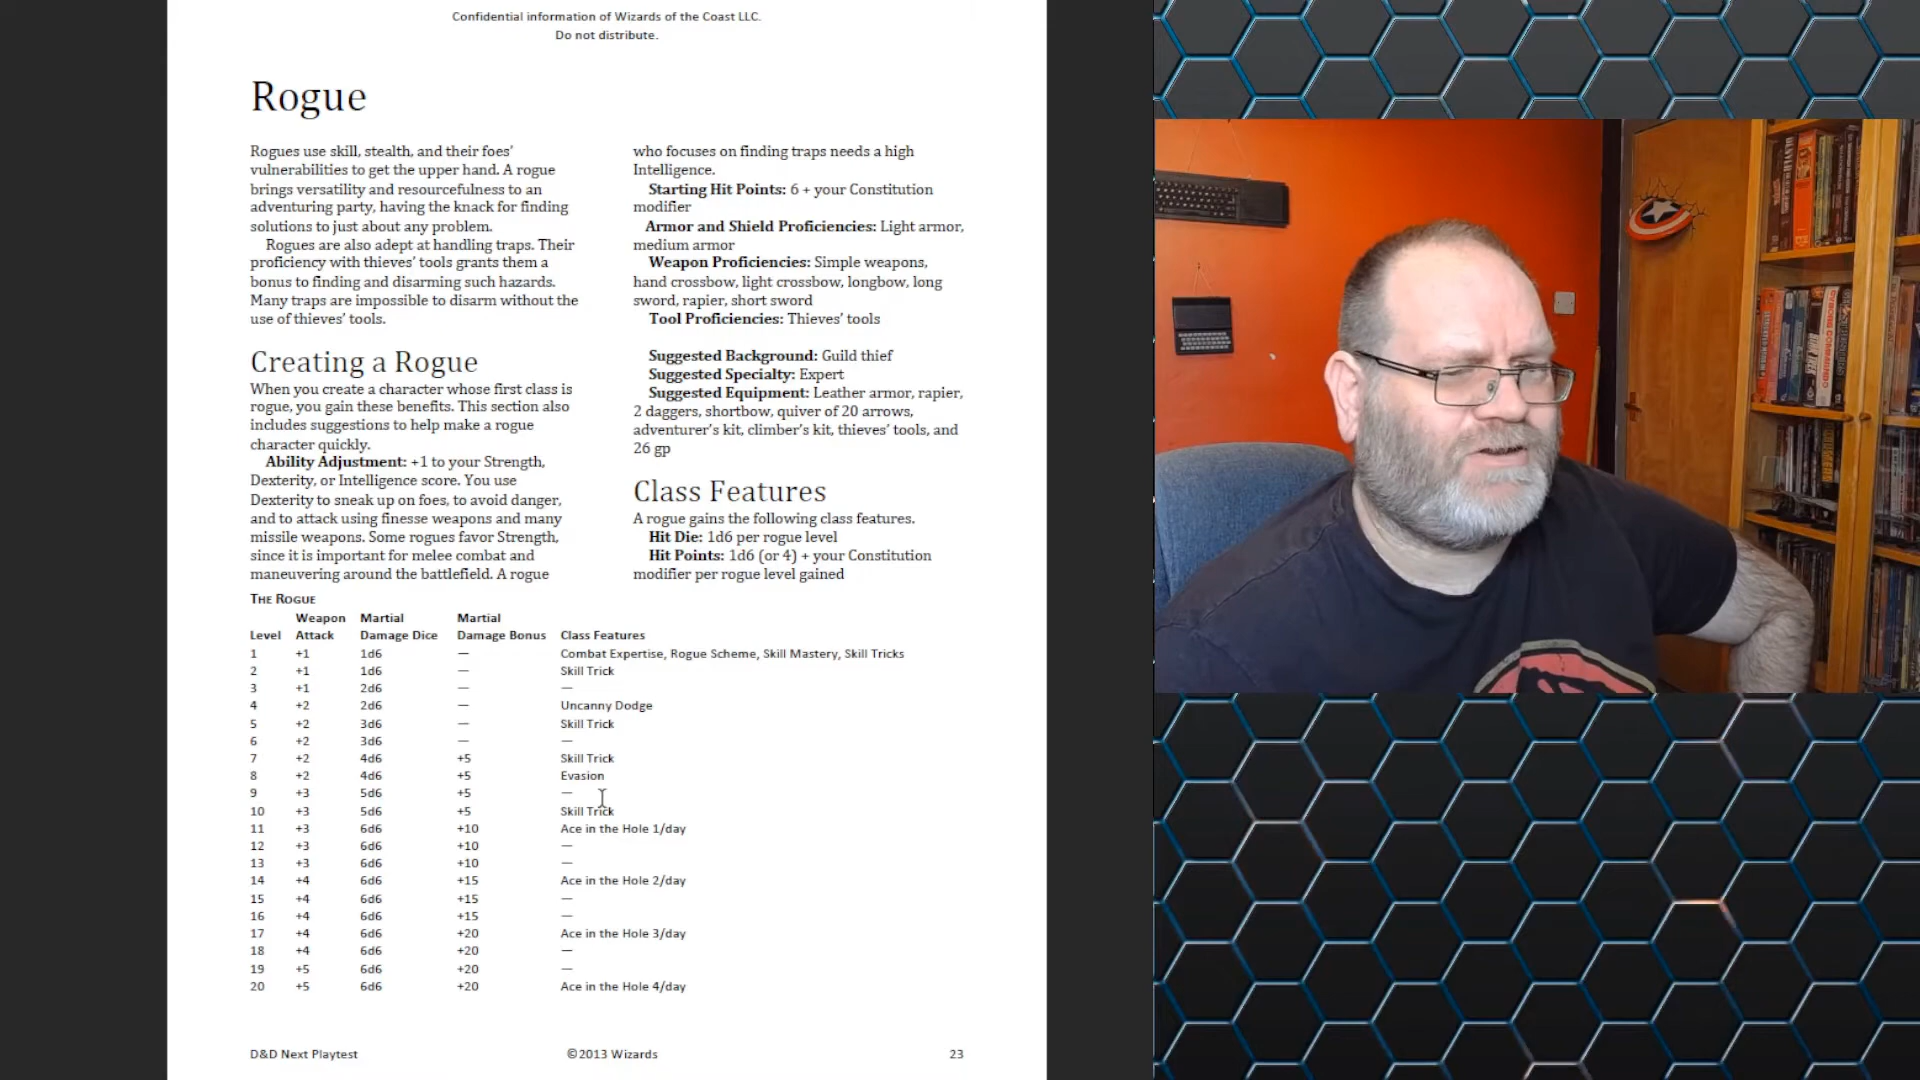 Confidential information of Wizards of the Coast LLC.
Do not distribute.
Rogue
Rogues use skill, stealth, and their foes'
vulnerabilities to get the upper hand. A rogue
brings versatility and resourcefulness to an
adventuring party, having the knack for finding
solutions to just about any problem.
Rogues are also adept at handling traps. Their
proficiency with thieves' tools grants them a
bonus to finding and disarming such hazards.
Many traps are impossible to disarm without the
use of thieves' tools.
Creating a Rogue
When you create a character whose first class is
rogue, you gain these benefits. This section also
includes suggestions to help make a rogue
character quickly.
Ability Adjustment: +1 to your Strength,
Dexterity, or Intelligence score. You use
Dexterity to sneak up on foes, to avoid danger,
and to attack using finesse weapons and many
missile weapons. Some rogues favor Strength,
since it is important for melee combat and
maneuvering around the battlefield. A rogue
who focuses on finding traps needs a high
Intelligence.
Starting Hit Points: 6 + your Constitution
modifier
Armor and Shield Proficiencies: Light armor,
medium armor
Weapon Proficiencies: Simple weapons,
hand crossbow, light crossbow, longbow, long
sword, rapier, short sword
Tool Proficiencies: Thieves' tools
Suggested Background: Guild thief
Suggested Specialty: Expert
Suggested Equipment: Leather armor, rapier,
2 daggers, shortbow, quiver of 20 arrows,
adventurer's kit, climber's kit, thieves' tools, and
26 gp
Class Features
A rogue gains the following class features.
Hit Die: 1d6 per rogue level
Hit Points: 1d6 (or 4) + your Constitution
modifier per rogue level gained
THE ROGUE
Weapon Martial Martial
Level Attack Damage Dice Damage Bonus Class Features
1 +1 1d6 — Combat Expertise, Rogue Scheme, Skill Mastery, Skill Tricks
2 +1 1d6 — Skill Trick
3 +1 2d6 — —
4 +2 2d6 — Uncanny Dodge
5 +2 3d6 — Skill Trick
6 +2 3d6 — —
7 +2 4d6 +5 Skill Trick
8 +2 4d6 +5 Evasion
9 +3 5d6 +5 —
10 +3 5d6 +5 Skill Trick
11 +3 6d6 +10 Ace in the Hole 1/day
12 +3 6d6 +10 —
13 +3 6d6 +10 —
14 +4 6d6 +15 Ace in the Hole 2/day
15 +4 6d6 +15 —
16 +4 6d6 +15 —
17 +4 6d6 +20 Ace in the Hole 3/day
18 +4 6d6 +20 —
19 +5 6d6 +20 —
20 +5 6d6 +20 Ace in the Hole 4/day
D&D Next Playtest ©2013 Wizards 23